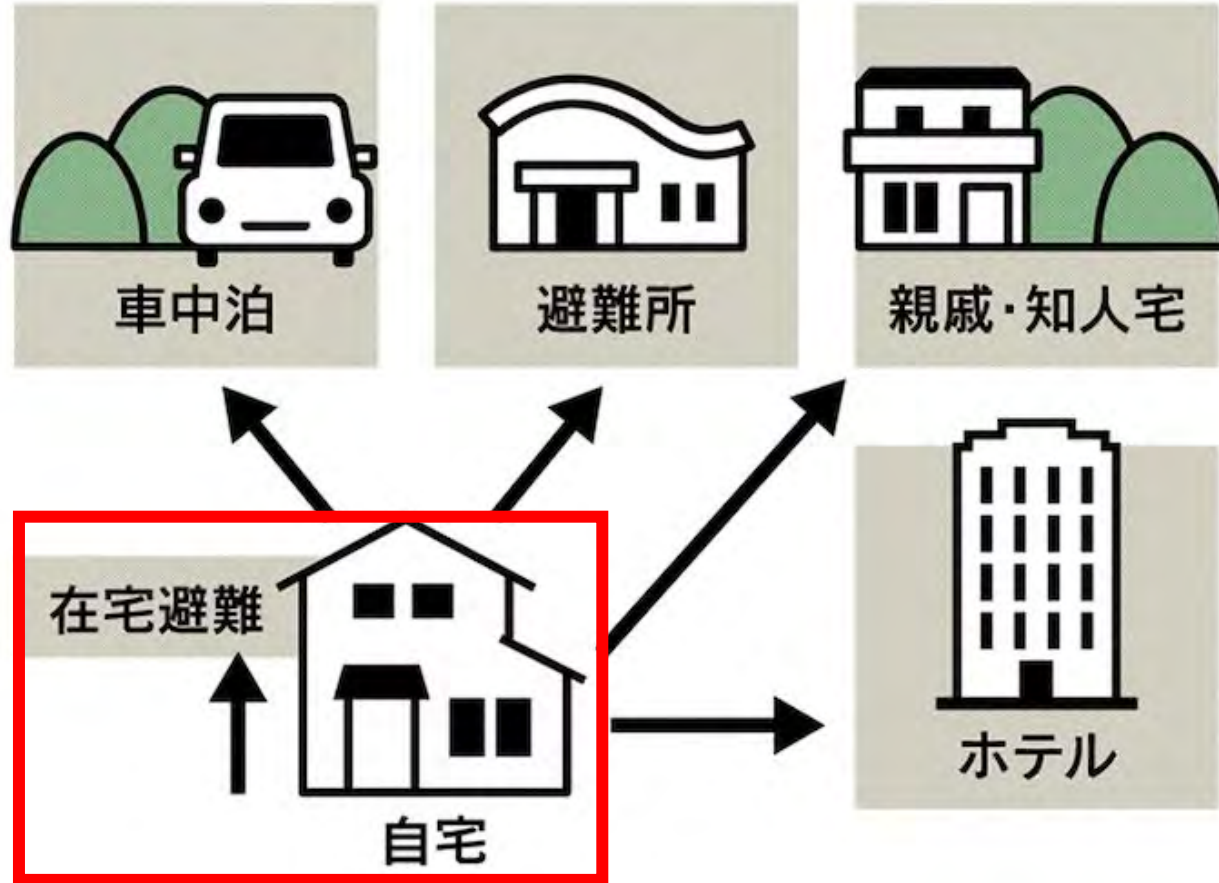 車中泊
避難所
親戚・知人宅
在宅避難
自宅
ホテル